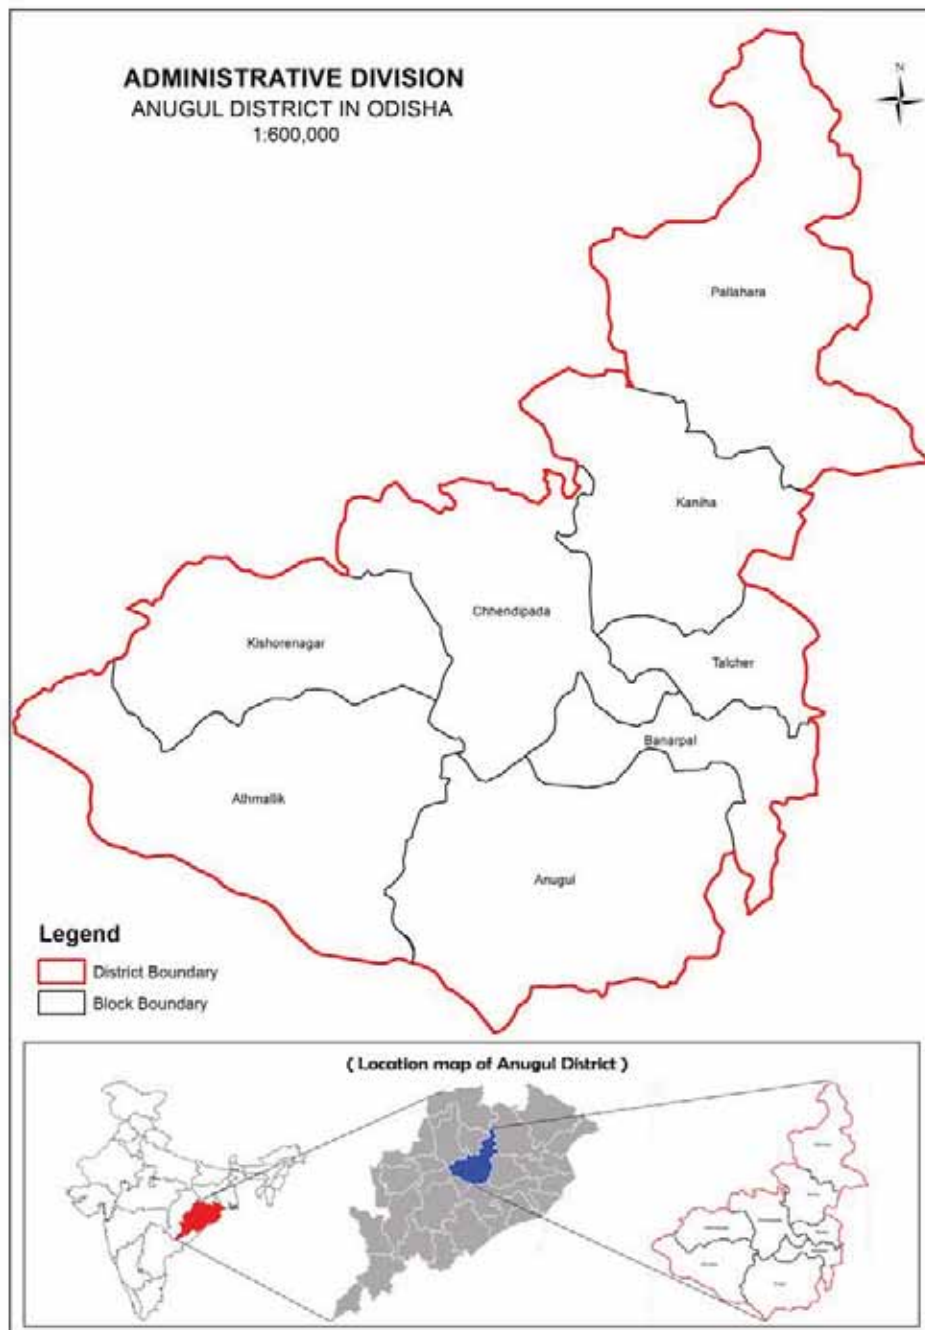 ADMINISTRATIVE DIVISION
ANUGUL DISTRICT IN ODISHA
1:600,000
N
Pallahara
Kaniha
Chhendipada
Kishorenagar
Talcher
Banarpal
Athmallik
Anugul
Legend
District Boundary
Block Boundary
( Location map of Anugul District )